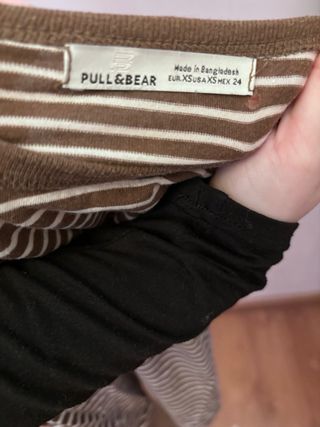 Made in Bangladesh
PULL&BEAR
EUR XS USA XS MEX 24